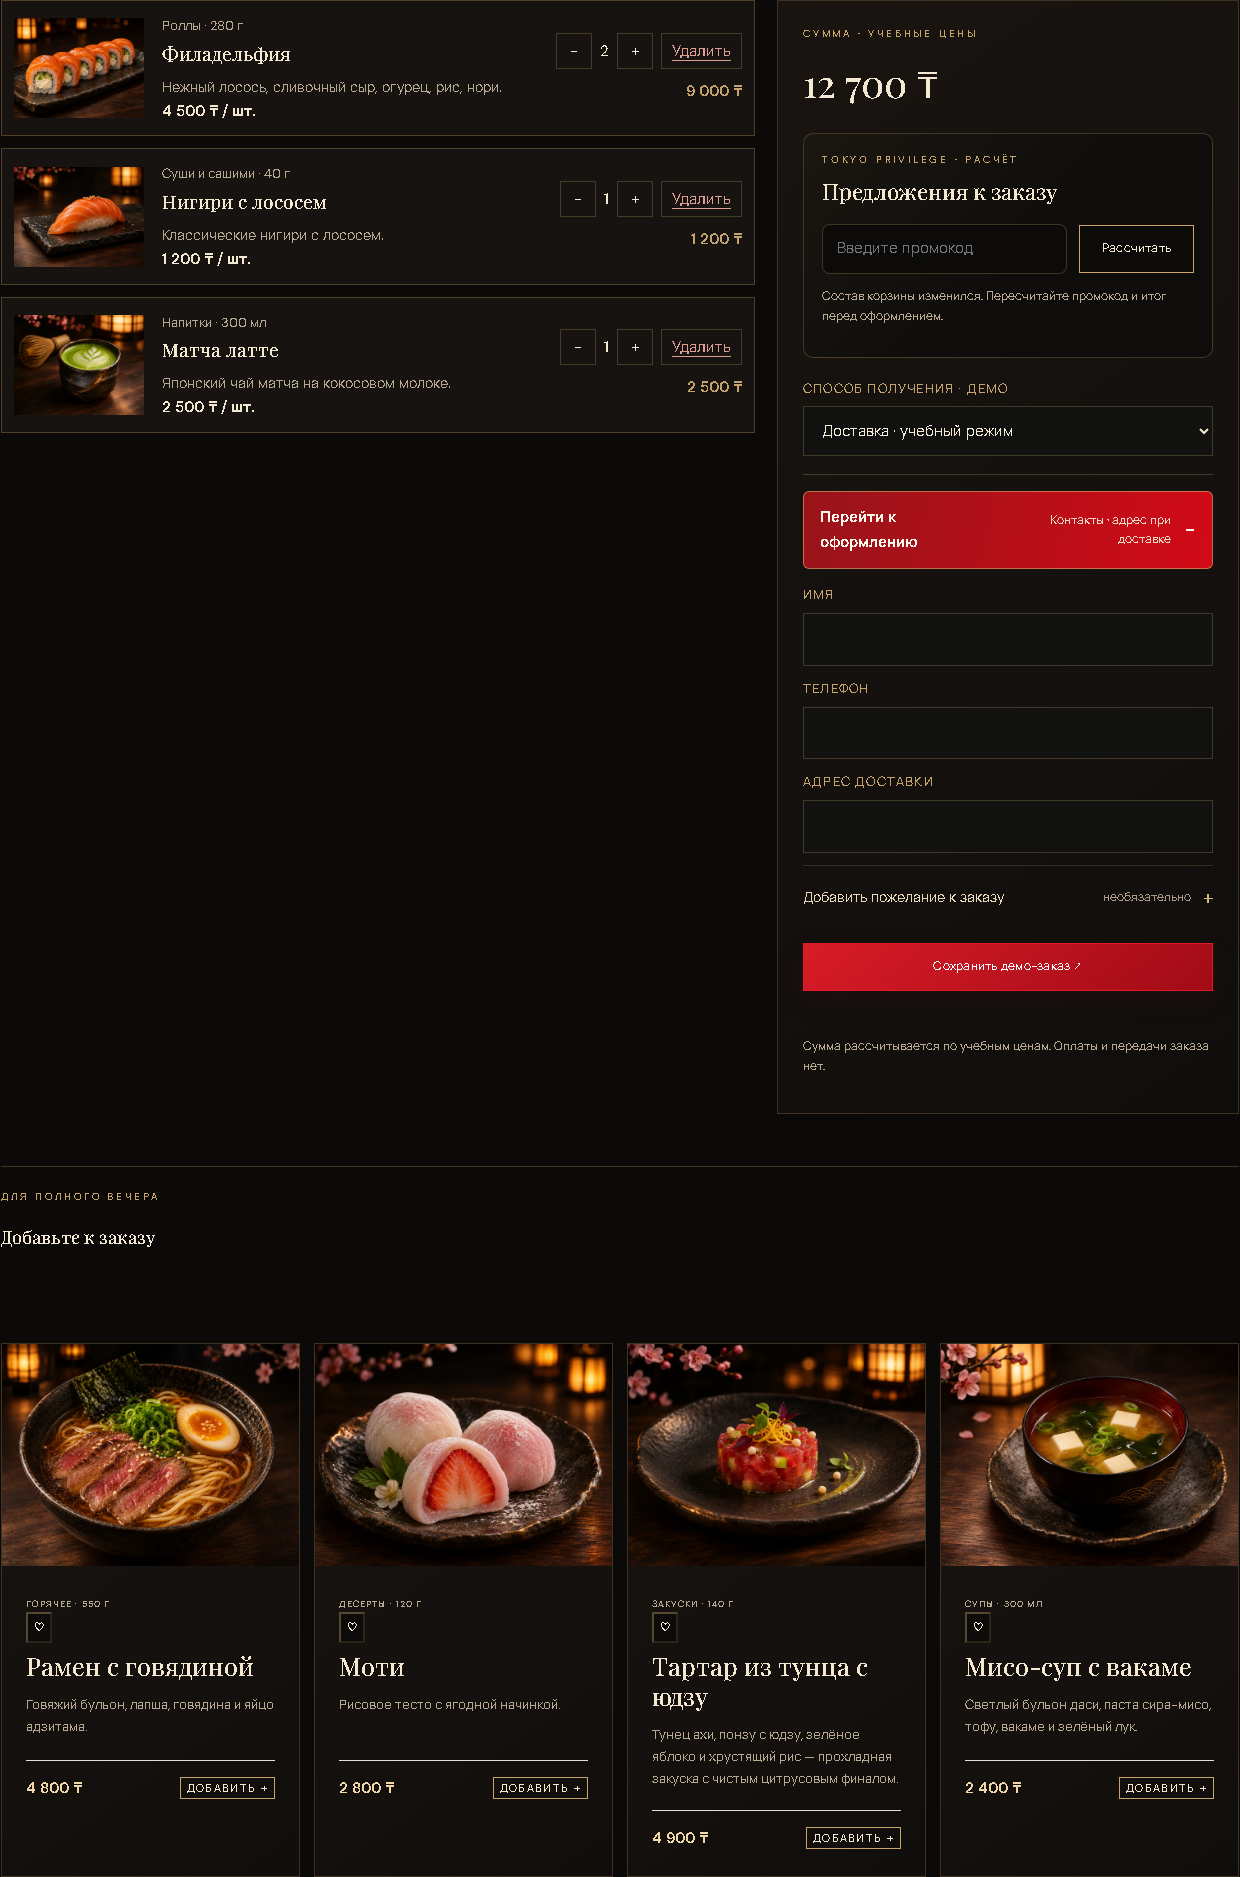 Роллы · 280 г
Филадельфия
Нежный лосось, сливочный сыр, огурец, рис, нори.
4 500 ₸ / шт.
− 2 + Удалить
9 000 ₸
Суши и сашими · 40 г
Нигири с лососем
Классические нигири с лососем.
1 200 ₸ / шт.
− 1 + Удалить
1 200 ₸
Напитки · 300 мл
Матча латте
Японский чай матча на кокосовом молоке.
2 500 ₸ / шт.
− 1 + Удалить
2 500 ₸
СУММА · УЧЕБНЫЕ ЦЕНЫ
12 700 ₸
TOKYO PRIVILEGE · РАСЧЁТ
Предложения к заказу
Введите промокод
Рассчитать
Состав корзины изменился. Пересчитайте промокод и итог
перед оформлением.
СПОСОБ ПОЛУЧЕНИЯ · ДЕМО
Доставка · учебный режим
Перейти к
оформлению
Контакты · адрес при
доставке
−
ИМЯ
ТЕЛЕФОН
АДРЕС ДОСТАВКИ
Добавить пожелание к заказу
необязательно +
Сохранить демо-заказ ↗
Сумма рассчитывается по учебным ценам. Оплаты и передачи заказа
нет.
ДЛЯ ПОЛНОГО ВЕЧЕРА
Добавьте к заказу
ГОРЯЧЕЕ · 550 Г
♡
Рамен с говядиной
Говяжий бульон, лапша, говядина и яйцо
адзитама.
4 800 ₸
ДОБАВИТЬ +
ДЕСЕРТЫ · 120 Г
♡
Моти
Рисовое тесто с ягодной начинкой.
2 800 ₸
ДОБАВИТЬ +
ЗАКУСКИ · 140 Г
♡
Тартар из тунца с
юдзу
Тунец ахи, понзу с юдзу, зелёное
яблоко и хрустящий рис — прохладная
закуска с чистым цитрусовым финалом.
4 900 ₸
ДОБАВИТЬ +
СУПЫ · 300 МЛ
♡
Мисо-суп с вакаме
Светлый бульон даси, паста сира-мисо,
тофу, вакаме и зелёный лук.
2 400 ₸
ДОБАВИТЬ +